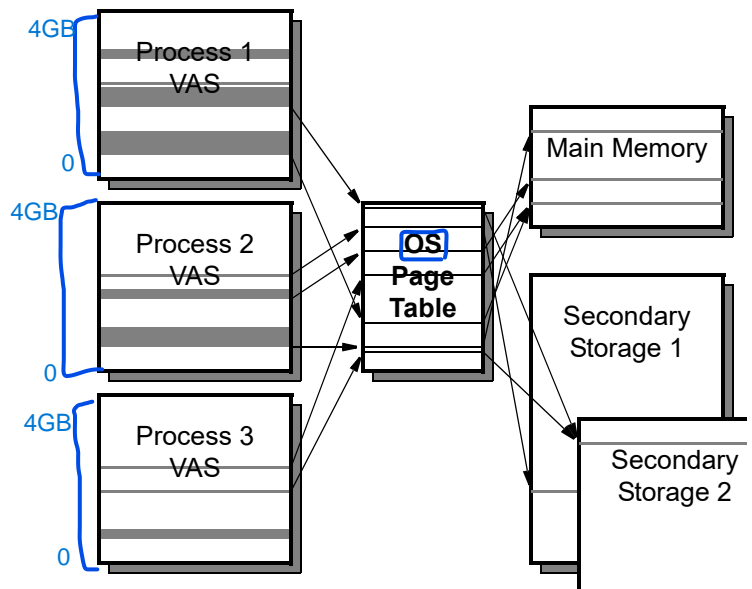 4GB
Process 1
VAS
0
4GB
Process 2
VAS
0
4GB
Process 3
VAS
0
OS
Page
Table
Main Memory
Secondary
Storage 1
Secondary
Storage 2